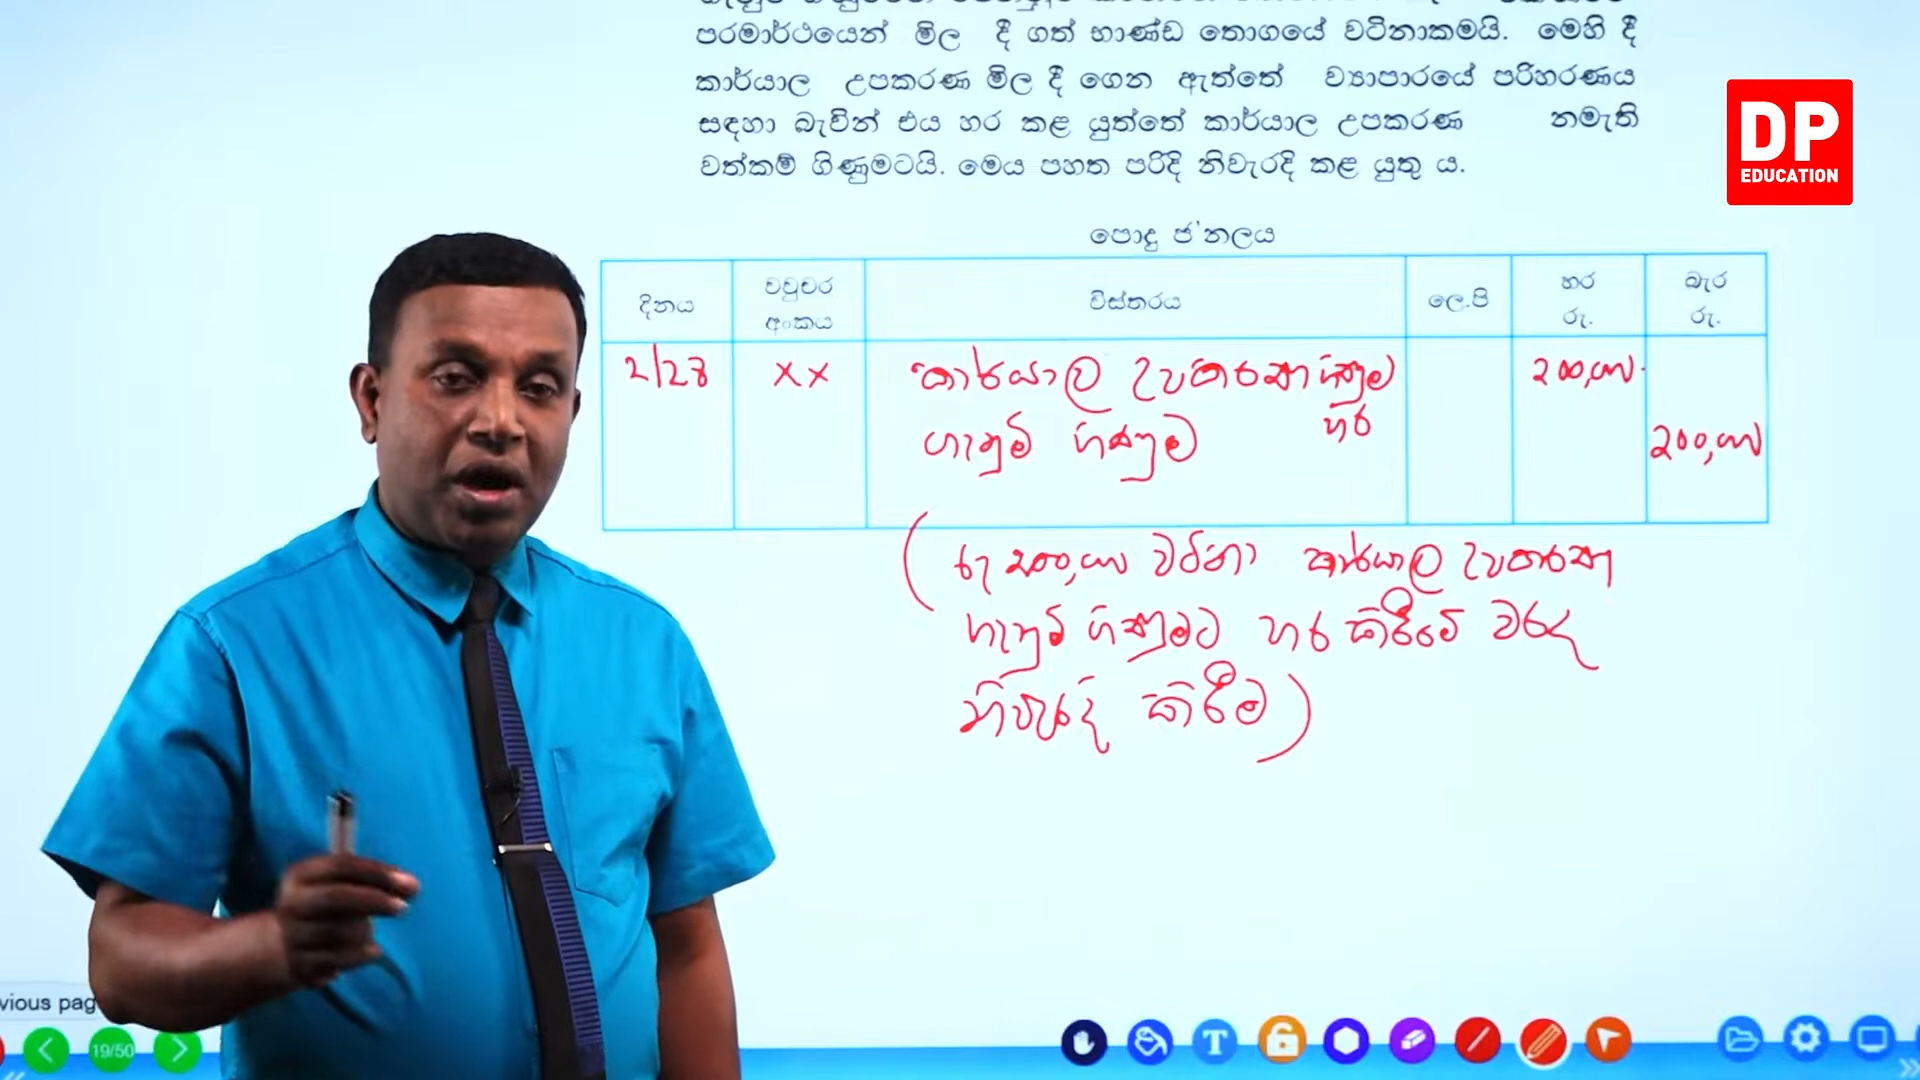 පරමාර්ථයෙන් මිල දී ගත් භාණ්ඩ තොගයේ වටිනාකමයි. මෙහි දී
කාර්යාල උපකරණ මිල දී ගෙන ඇත්තේ ව්‍යාපාරයේ පරිහරණය
සඳහා බැවින් එය හර කළ යුත්තේ කාර්යාල උපකරණ නමැති
වත්කම් ගිණුමටයි. මෙය පහත පරිදි නිවැරදි කළ යුතු ය.
DP
EDUCATION
පොදු ජ'නලය
දිනය වවුචර අංකය විස්තරය ලෙ.පි හර රු. බැර රු.
2/28 ×× කාර්යාල උපකරණ ගිණුම හර 200,000
ගැනුම් ගිණුම 200,000
(රු 200,000 වටිනා කාර්යාල උපකරණ
ගැනුම් ගිණුමට හර කිරීමේ වරද
නිවැරදි කිරීම)
vious pag
19/50
T